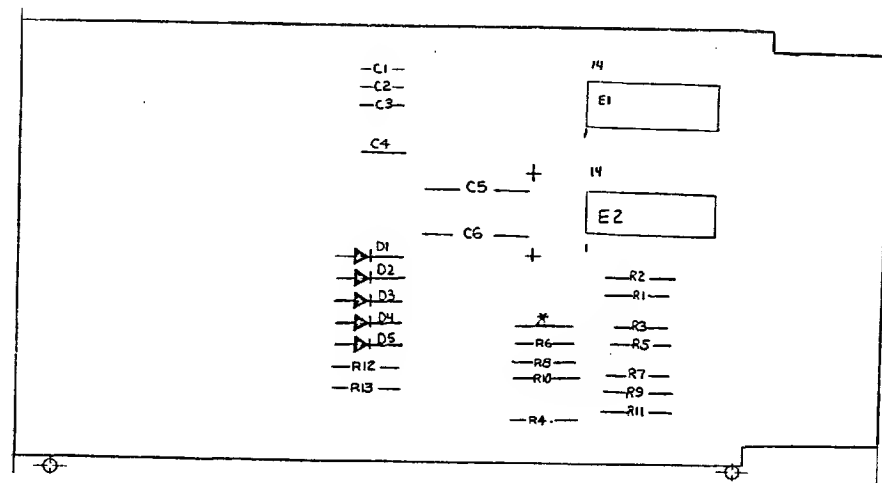 C1
C2
C3
C4
C5
C6
+
+
14
E1
1
14
E2
1
D1
D2
D3
D4
D5
R12
R13
*
R6
R8
R10
R4.
R2
R1
R3
R5
R7
R9
R11